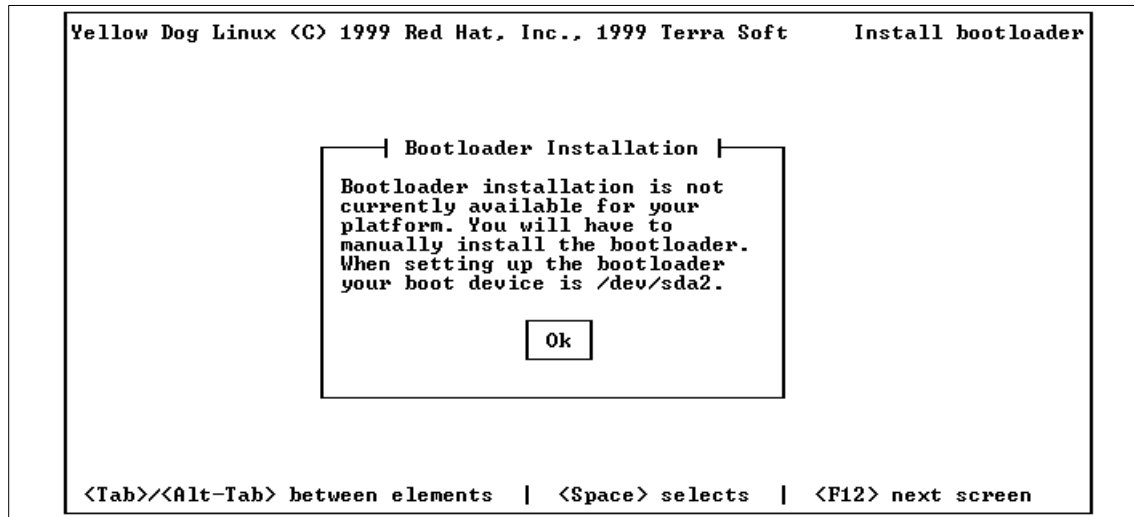 Yellow Dog Linux (C) 1999 Red Hat, Inc., 1999 Terra Soft Install bootloader
Bootloader Installation
Bootloader installation is not
currently available for your
platform. You will have to
manually install the bootloader.
When setting up the bootloader
your boot device is /dev/sda2.
Ok
<Tab>/<Alt-Tab> between elements | <Space> selects | <F12> next screen